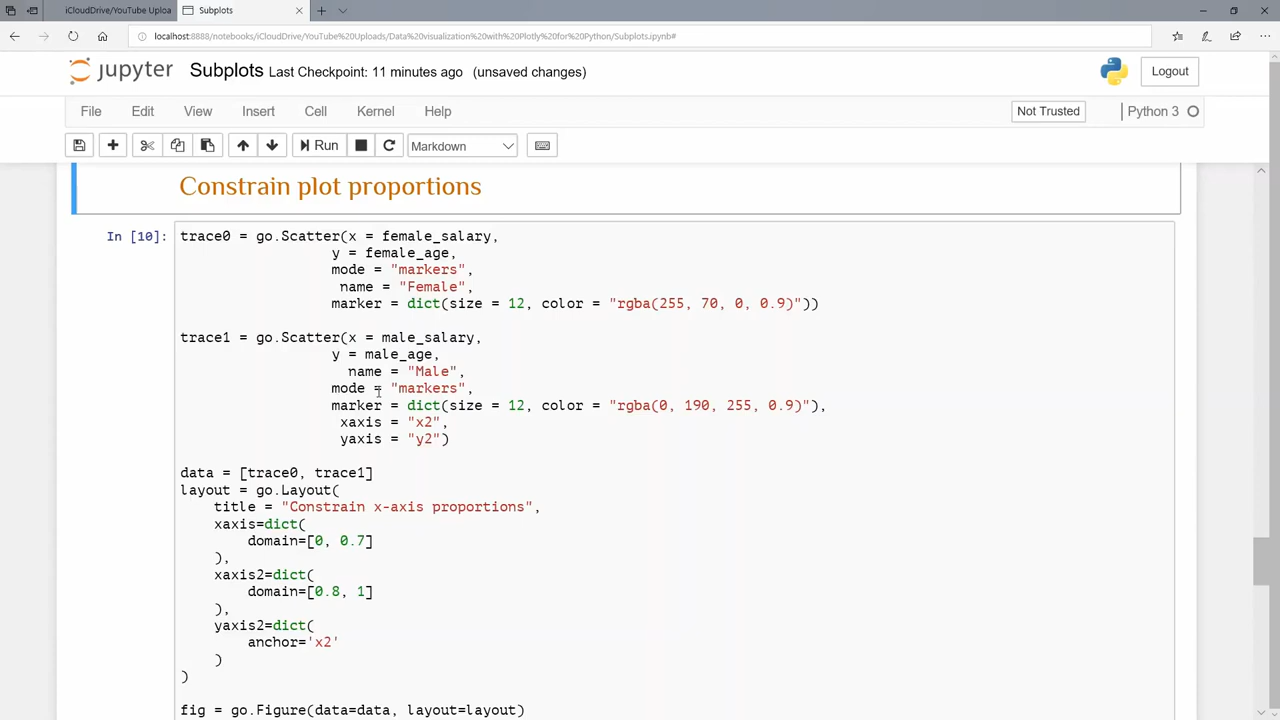 iCloudDrive/YouTube Uploa
Subplots
localhost:8888/notebooks/iCloudDrive/YouTube%20Uploads/Data%20visualization%20with%20Plotly%20for%20Python/Subplots.ipynb#
jupyter Subplots Last Checkpoint: 11 minutes ago (unsaved changes)
Logout
File Edit View Insert Cell Kernel Help
Not Trusted
Python 3
Run
Markdown
Constrain plot proportions
In [10]:
trace0 = go.Scatter(x = female_salary,
y = female_age,
mode = "markers",
name = "Female",
marker = dict(size = 12, color = "rgba(255, 70, 0, 0.9)"))
trace1 = go.Scatter(x = male_salary,
y = male_age,
name = "Male",
mode = "markers",
marker = dict(size = 12, color = "rgba(0, 190, 255, 0.9)"),
xaxis = "x2",
yaxis = "y2")
data = [trace0, trace1]
layout = go.Layout(
title = "Constrain x-axis proportions",
xaxis=dict(
domain=[0, 0.7]
),
xaxis2=dict(
domain=[0.8, 1]
),
yaxis2=dict(
anchor='x2'
)
)
fig = go.Figure(data=data, layout=layout)